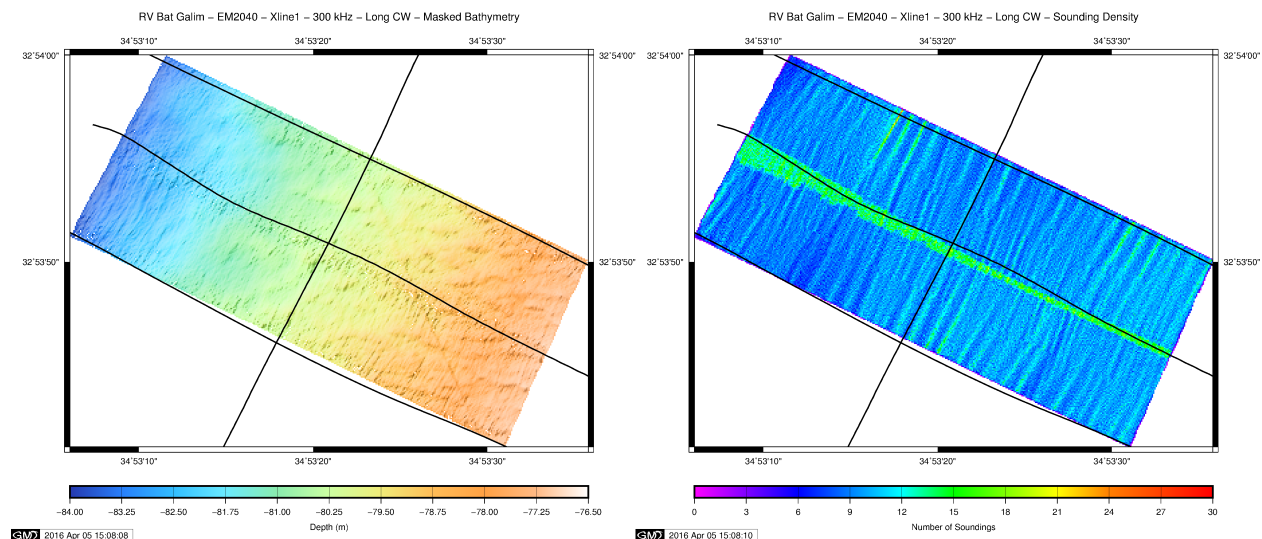 RV Bat Galim − EM2040 − Xline1 − 300 kHz − Long CW − Masked Bathymetry
34˚53'10" 34˚53'20" 34˚53'30"
32˚54'00"
32˚53'50"
34˚53'10" 34˚53'20" 34˚53'30"
−84.00 −83.25 −82.50 −81.75 −81.00 −80.25 −79.50 −78.75 −78.00 −77.25 −76.50
Depth (m)
GMT 2016 Apr 05 15:08:08
RV Bat Galim − EM2040 − Xline1 − 300 kHz − Long CW − Sounding Density
34˚53'10" 34˚53'20" 34˚53'30"
32˚54'00" 32˚54'00"
32˚53'50" 32˚53'50"
34˚53'10" 34˚53'20" 34˚53'30"
0 3 6 9 12 15 18 21 24 27 30
Number of Soundings
GMT 2016 Apr 05 15:08:10